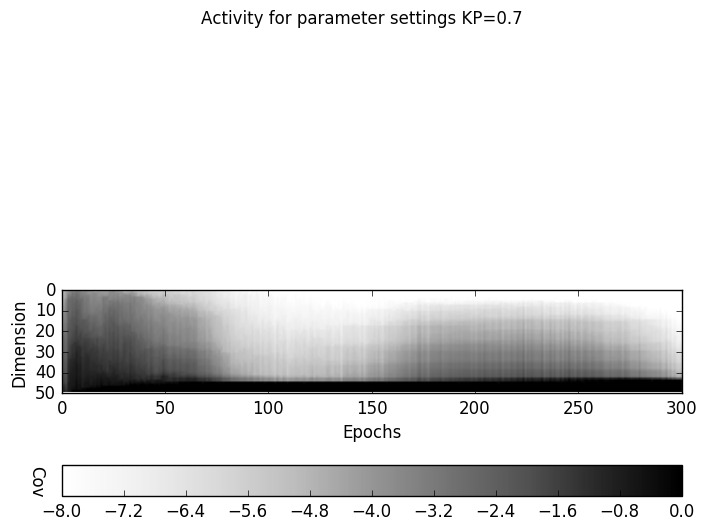 Activity for parameter settings KP=0.7
0
10
20
30
40
50
Dimension
0 50 100 150 200 250 300
Epochs
Cov
−8.0 −7.2 −6.4 −5.6 −4.8 −4.0 −3.2 −2.4 −1.6 −0.8 0.0